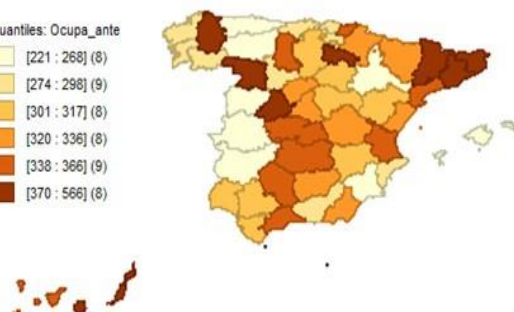 uantiles: Ocupa_ante
[221 : 268] (8)
[274 : 298] (9)
[301 : 317] (8)
[320 : 336] (8)
[338 : 366] (9)
[370 : 566] (8)